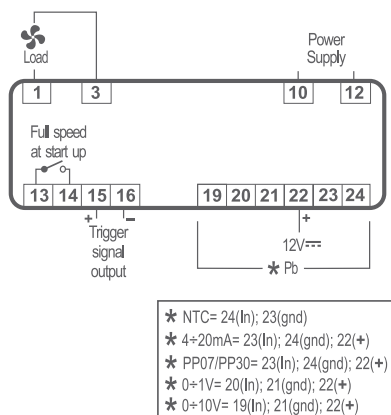 Load
Power
Supply
1 3 10 12
Full speed
at start up
13 14 15 16 19 20 21 22 23 24
+ − +
Trigger
signal
output
12V⎓
* Pb
* NTC= 24(In); 23(gnd)
* 4÷20mA= 23(In); 24(gnd); 22(+)
* PP07/PP30= 23(In); 24(gnd); 22(+)
* 0÷1V= 20(In); 21(gnd); 22(+)
* 0÷10V= 19(In); 21(gnd); 22(+)